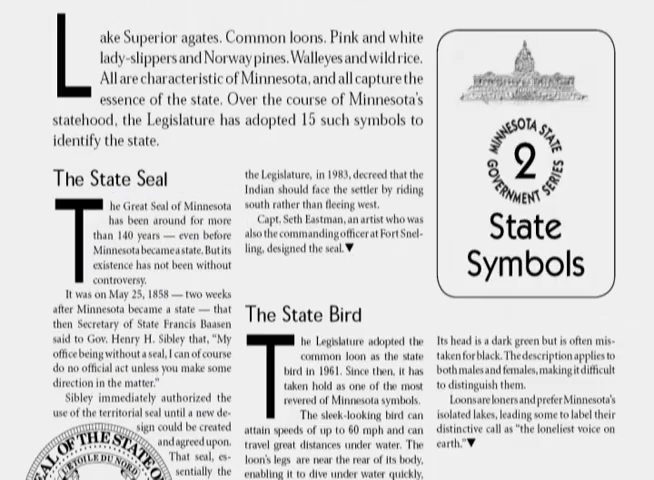 Lake Superior agates. Common loons. Pink and white
lady-slippers and Norway pines. Walleyes and wild rice.
All are characteristic of Minnesota, and all capture the
essence of the state. Over the course of Minnesota's
statehood, the Legislature has adopted 15 such symbols to
identify the state.
The State Seal
The Great Seal of Minnesota
has been around for more
than 140 years — even before
Minnesota became a state. But its
existence has not been without
controversy.
It was on May 25, 1858 — two weeks
after Minnesota became a state — that
then Secretary of State Francis Baasen
said to Gov. Henry H. Sibley that, "My
office being without a seal, I can of course
do no official act unless you make some
direction in the matter."
Sibley immediately authorized the
use of the territorial seal until a new de-
sign could be created
and agreed upon.
That seal, es-
sentially the
SEAL OF THE STATE O
L'ETOILE DU NORD
the Legislature, in 1983, decreed that the
Indian should face the settler by riding
south rather than fleeing west.
Capt. Seth Eastman, an artist who was
also the commanding officer at Fort Snel-
ling, designed the seal.▼
The State Bird
The Legislature adopted the
common loon as the state
bird in 1961. Since then, it has
taken hold as one of the most
revered of Minnesota symbols.
The sleek-looking bird can
attain speeds of up to 60 mph and can
travel great distances under water. The
loon's legs are near the rear of its body,
enabling it to dive under water quickly,
MINNESOTA STATE
2
GOVERNMENT SERIES
State
Symbols
Its head is a dark green but is often mis-
taken for black. The description applies to
both males and females, making it difficult
to distinguish them.
Loons are loners and prefer Minnesota's
isolated lakes, leading some to label their
distinctive call as "the loneliest voice on
earth."▼